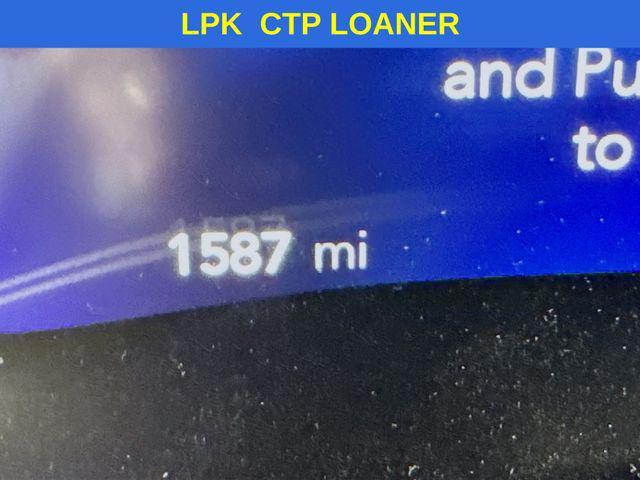 LPK  CTP LOANER
and Pu
to
1587 mi